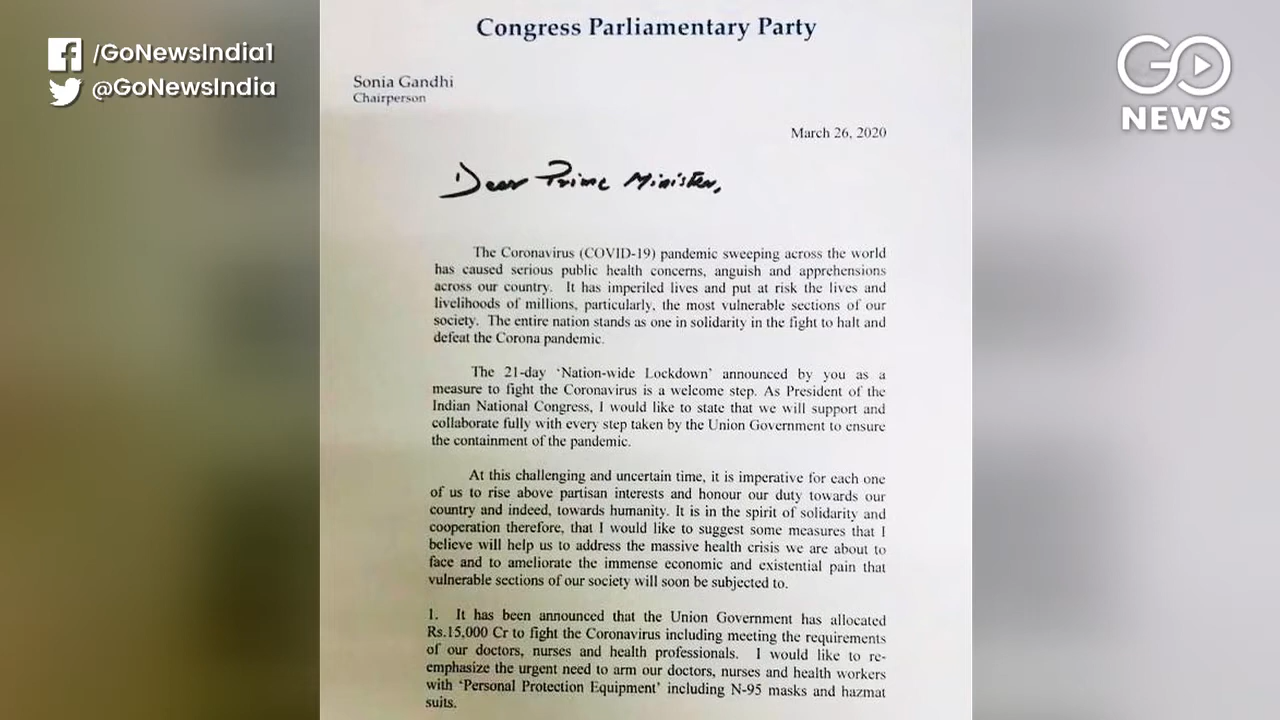 /GoNewsIndia1
@GoNewsIndia
GO
NEWS
Congress Parliamentary Party
Sonia Gandhi
Chairperson
March 26, 2020
Dear Prime Minister,
The Coronavirus (COVID-19) pandemic sweeping across the world
has caused serious public health concerns, anguish and apprehensions
across our country. It has imperiled lives and put at risk the lives and
livelihoods of millions, particularly, the most vulnerable sections of our
society. The entire nation stands as one in solidarity in the fight to halt and
defeat the Corona pandemic.
The 21-day ‘Nation-wide Lockdown’ announced by you as a
measure to fight the Coronavirus is a welcome step. As President of the
Indian National Congress, I would like to state that we will support and
collaborate fully with every step taken by the Union Government to ensure
the containment of the pandemic.
At this challenging and uncertain time, it is imperative for each one
of us to rise above partisan interests and honour our duty towards our
country and indeed, towards humanity. It is in the spirit of solidarity and
cooperation therefore, that I would like to suggest some measures that I
believe will help us to address the massive health crisis we are about to
face and to ameliorate the immense economic and existential pain that
vulnerable sections of our society will soon be subjected to.
1. It has been announced that the Union Government has allocated
Rs.15,000 Cr to fight the Coronavirus including meeting the requirements
of our doctors, nurses and health professionals. I would like to re-
emphasize the urgent need to arm our doctors, nurses and health workers
with ‘Personal Protection Equipment’ including N-95 masks and hazmat
suits.